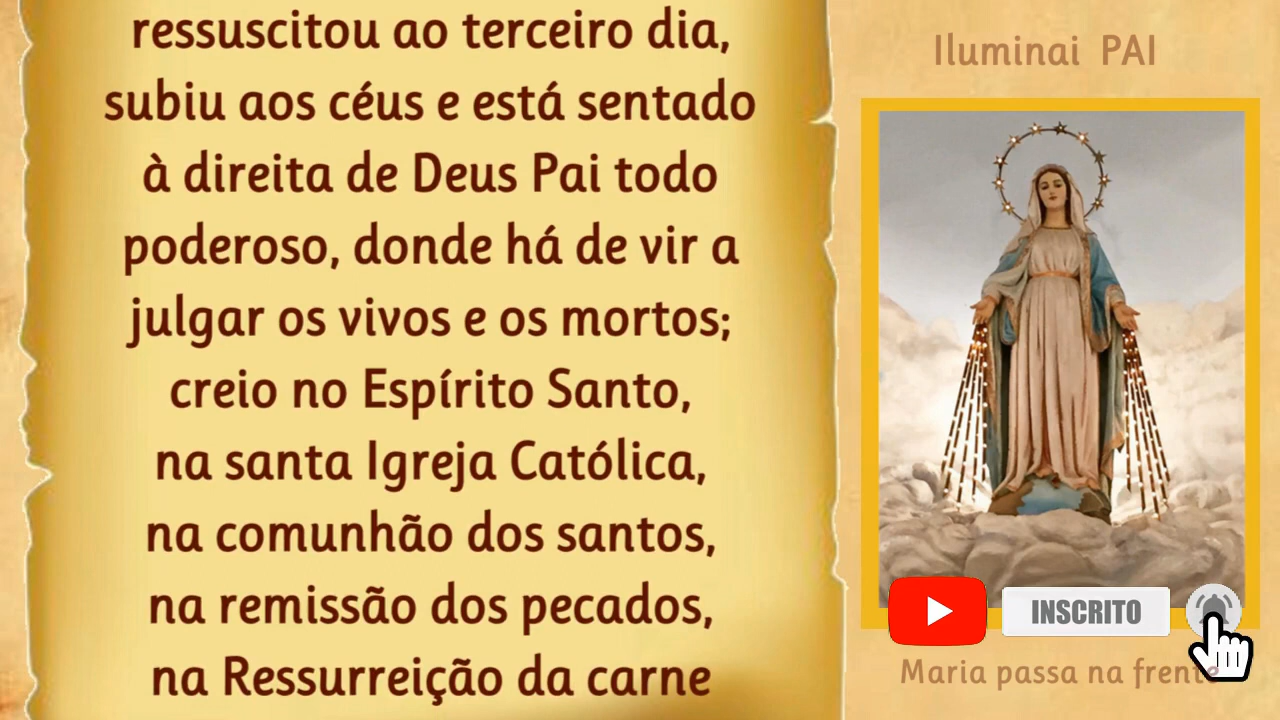 ressuscitou ao terceiro dia,
subiu aos céus e está sentado
à direita de Deus Pai todo
poderoso, donde há de vir a
julgar os vivos e os mortos;
creio no Espírito Santo,
na santa Igreja Católica,
na comunhão dos santos,
na remissão dos pecados,
na Ressurreição da carne
Iluminai PAI
INSCRITO
Maria passa na frente